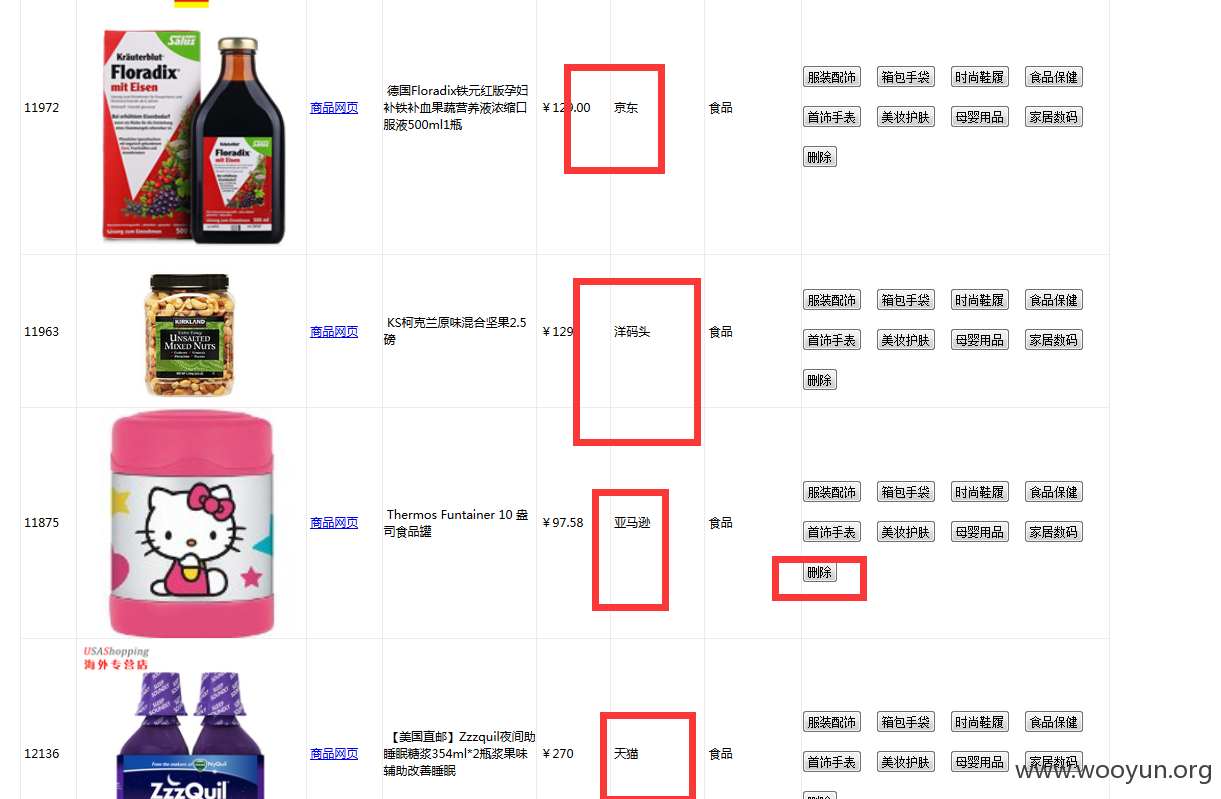 Salus
Kräuterblut
Floradix
mit Eisen
500
Kräuterblut
Salus
Floradix
mit Eisen
500 ml
11972
商品网页
德国Floradix铁元红版孕妇
补铁补血果蔬营养液浓缩口
服液500ml1瓶
¥ 129.00
京东
食品
服装配饰 箱包手袋 时尚鞋履 食品保健
首饰手表 美妆护肤 母婴用品 家居数码
删除
KIRKLAND
UNSALTED
MIXED NUTS
11963
商品网页
KS柯克兰原味混合坚果2.5
磅
¥ 129
洋码头
食品
服装配饰 箱包手袋 时尚鞋履 食品保健
首饰手表 美妆护肤 母婴用品 家居数码
删除
11875
商品网页
Thermos Funtainer 10 盎
司食品罐
¥ 97.58
亚马逊
食品
服装配饰 箱包手袋 时尚鞋履 食品保健
首饰手表 美妆护肤 母婴用品 家居数码
删除
USAShopping
海外专营店
SLEEP SOUNDLY
From the makers of NyQuil
ZzzQuil
12136
商品网页
【美国直邮】Zzzquil夜间助
睡眠糖浆354ml*2瓶浆果味
辅助改善睡眠
¥ 270
天猫
食品
服装配饰 箱包手袋 时尚鞋履 食品保健
首饰手表 美妆护肤 母婴用品 家居数码
www.wooyun.org